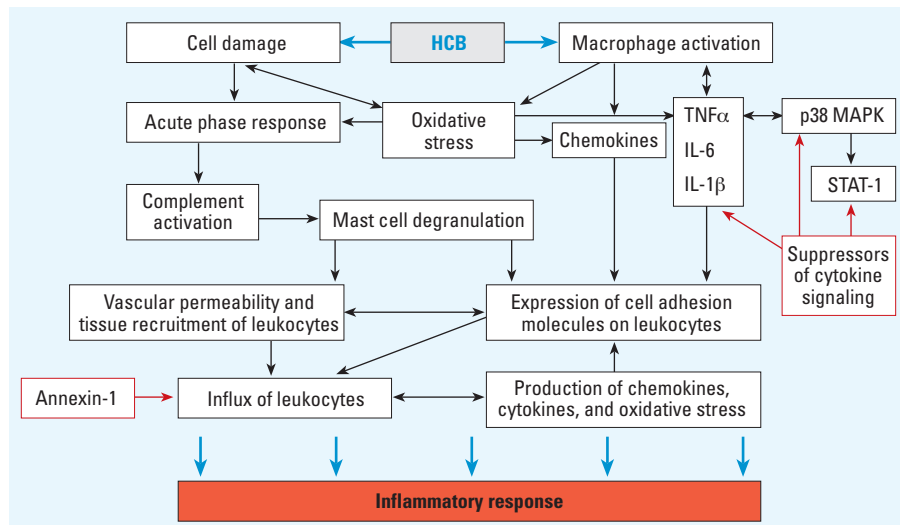 Cell damage
HCB
Macrophage activation
Acute phase response
Oxidative
stress
Chemokines
TNFα
IL-6
IL-1β
p38 MAPK
STAT-1
Complement
activation
Mast cell degranulation
Suppressors
of cytokine
signaling
Vascular permeability and
tissue recruitment of leukocytes
Expression of cell adhesion
molecules on leukocytes
Annexin-1
Influx of leukocytes
Production of chemokines,
cytokines, and oxidative stress
Inflammatory response